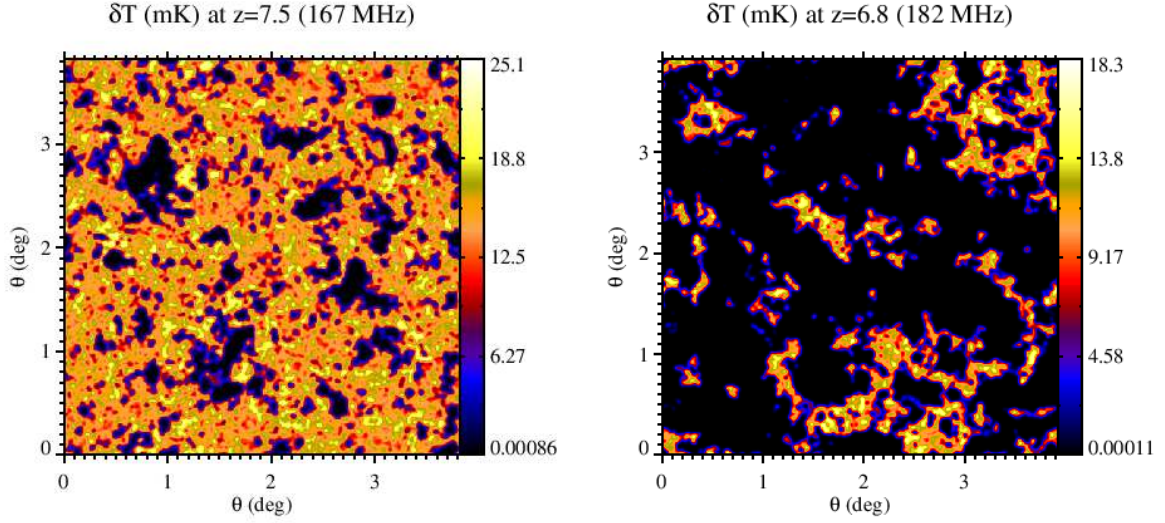 δT (mK) at z=7.5 (167 MHz)
25.1
18.8
12.5
6.27
0.00086
3
2
1
0
θ (deg)
0 1 2 3
θ (deg)
δT (mK) at z=6.8 (182 MHz)
18.3
13.8
9.17
4.58
0.00011
3
2
1
0
θ (deg)
0 1 2 3
θ (deg)